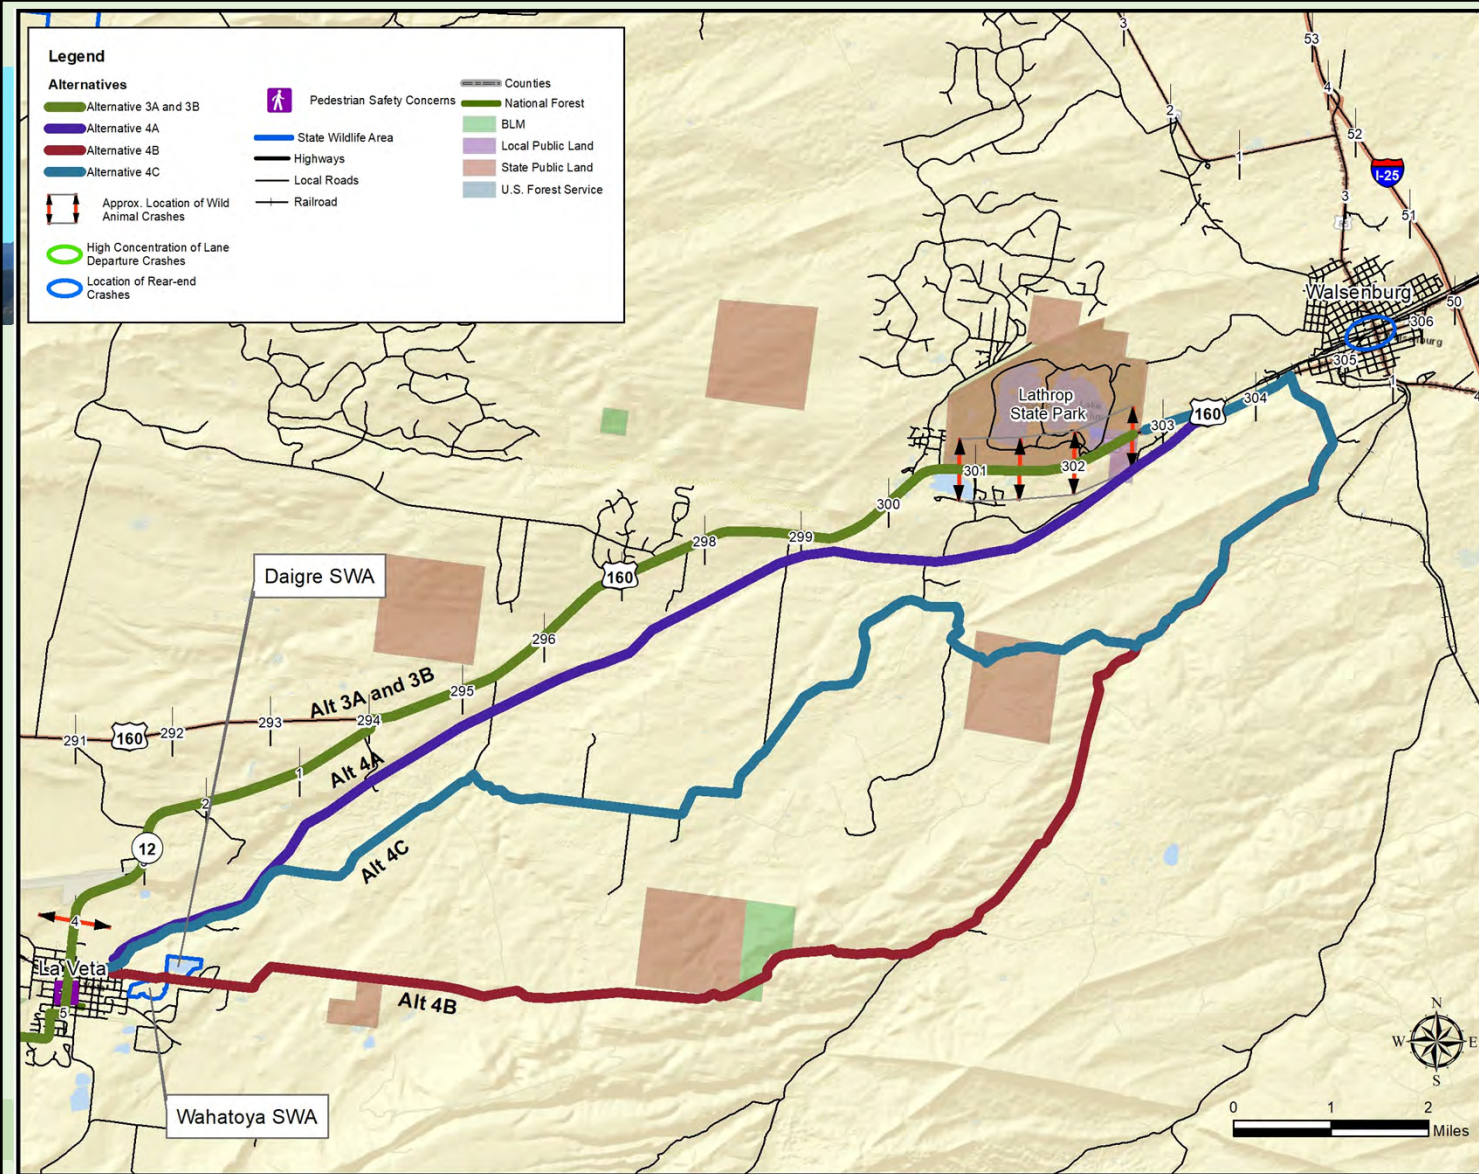 Legend
Alternatives
Alternative 3A and 3B
Alternative 4A
Alternative 4B
Alternative 4C
Approx. Location of Wild
Animal Crashes
High Concentration of Lane
Departure Crashes
Location of Rear-end
Crashes
Pedestrian Safety Concerns
State Wildlife Area
Highways
Local Roads
Railroad
Counties
National Forest
BLM
Local Public Land
State Public Land
U.S. Forest Service
3
53
2
4
52
1
I-25
3
51
Walsenburg
50
306
305
1
4
Lathrop
State Park
Lake
304
160
303
302
301
300
299
298
160
296
295
Alt 3A and 3B
294
293
292
160
291
Daigre SWA
Alt 4A
1
2
12
Alt 4C
4
La Veta
5
Alt 4B
Wahatoya SWA
N
W
E
S
0
1
2
Miles